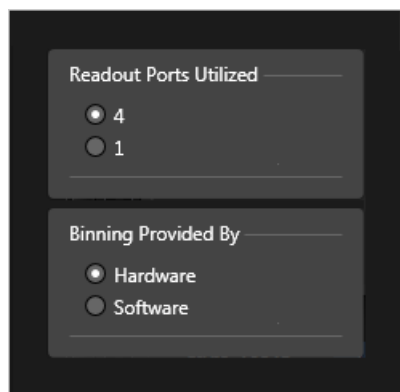 Readout Ports Utilized
4
1
Binning Provided By
Hardware
Software